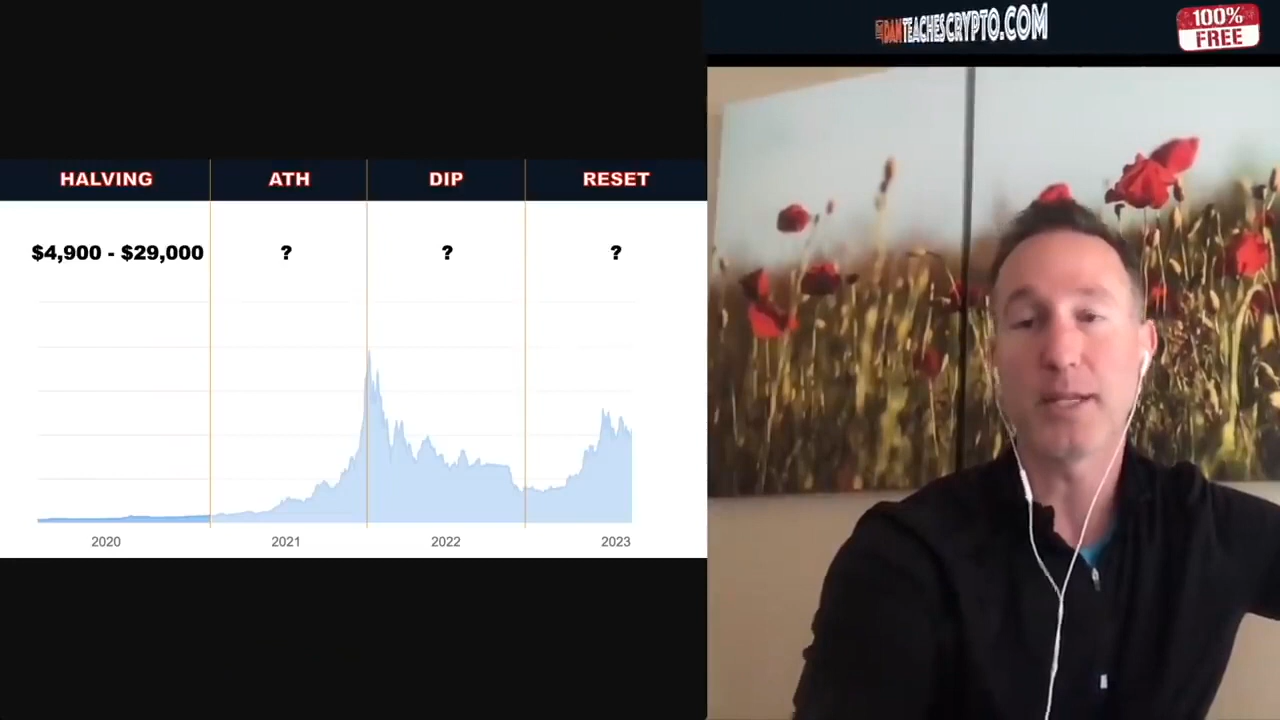 DANTEACHESCRYPTO.COM
100%
FREE
HALVING ATH DIP RESET
$4,900 - $29,000 ? ? ?
2020 2021 2022 2023